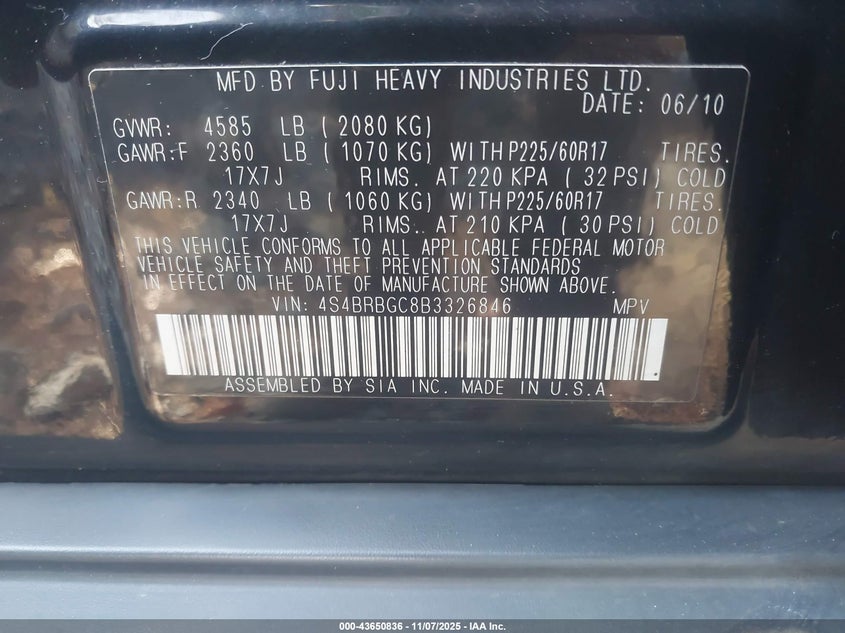 MFD BY FUJI HEAVY INDUSTRIES LTD.
DATE: 06/10
GVWR: 4585 LB ( 2080 KG)
GAWR:F 2360 LB ( 1070 KG) WITH P225/60R17 TIRES.
17X7J RIMS. AT 220 KPA ( 32 PSI) COLD
GAWR:R 2340 LB ( 1060 KG) WITH P225/60R17 TIRES.
17X7J RIMS.. AT 210 KPA ( 30 PSI) COLD
THIS VEHICLE CONFORMS TO ALL APPLICABLE FEDERAL MOTOR
VEHICLE SAFETY AND THEFT PREVENTION STANDARDS
IN EFFECT ON THE DATE OF MANUFACTURE SHOWN ABOVE.
VIN: 4S4BRBGC8B3326846 MPV
ASSEMBLED BY SIA INC. MADE IN U.S.A.
000-43650836 - 11/07/2025 - IAA Inc.